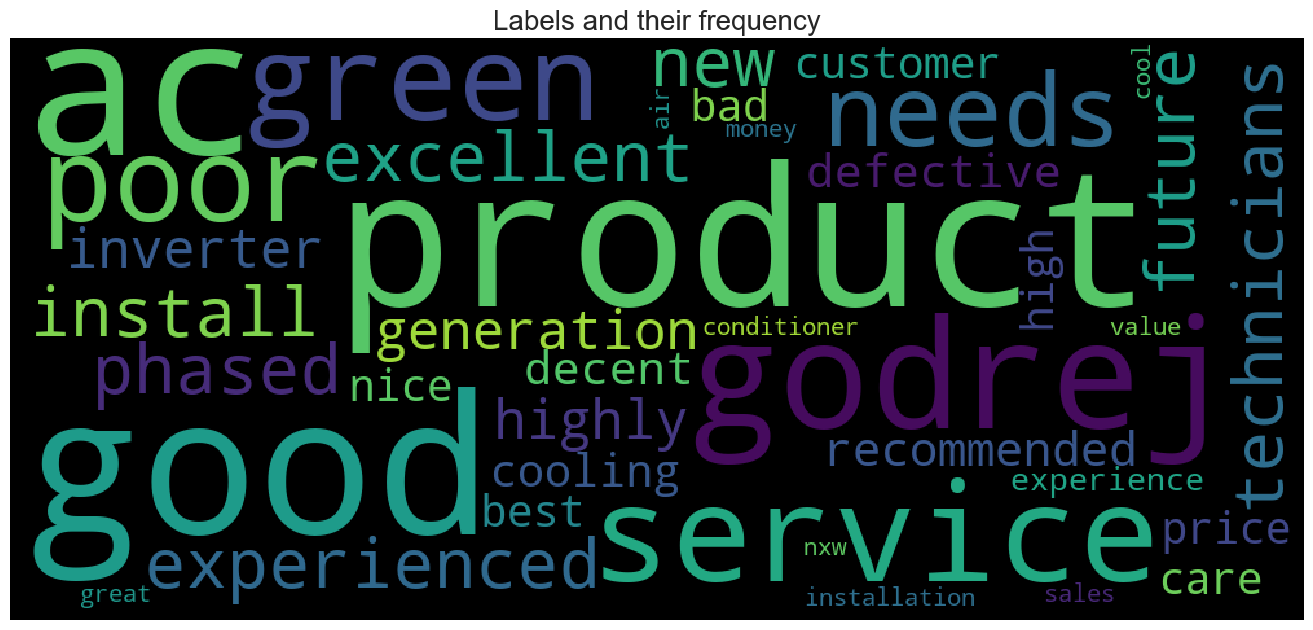 Labels and their frequency
ac
green
new
customer
cool
needs
future
technicians
air
bad
money
poor
excellent
defective
product
inverter
high
install
generation
conditioner
value
phased
nice
decent
godrej
good
highly
recommended
cooling
experience
best
service
price
experienced
nxw
care
great
installation
sales